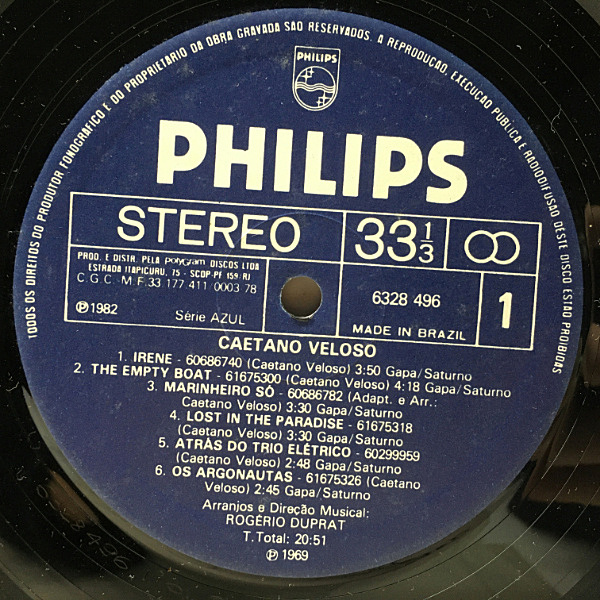 TODOS OS DIREITOS DO PRODUTOR FONOGRÁFICO E DO PROPRIETARIO DA OBRA GRAVADA SÃO RESERVADOS. A REPRODUÇÃO, EXECUÇÃO PUBLICA E RADIODIFUSÃO DESTE DISCO ESTÃO PROIBIDAS
PHILIPS
PHILIPS
STEREO
33 1/3
PROD. E DISTR. PELA polygram DISCOS LTDA
ESTRADA ITAPICURU, 75 - SCDP-PF 159/RJ
C.G.C. M.F. 33 177 411 0003 78
℗1982
Série AZUL
6328 496
MADE IN BRAZIL
1
CAETANO VELOSO
1. IRENE - 60686740 (Caetano Veloso) 3:50 Gapa/Saturno
2. THE EMPTY BOAT - 61675300 (Caetano Veloso) 4:18 Gapa/Saturno
3. MARINHEIRO SÒ - 60686782 (Adapt. e Arr.:
Caetano Veloso) 3:30 Gapa/Saturno
4. LOST IN THE PARADISE - 61675318
(Caetano Veloso) 3:30 Gapa/Saturno
5. ATRÁS DO TRIO ELÉTRICO - 60299959
(Caetano Veloso) 2:48 Gapa/Saturno
6. OS ARGONAUTAS - 61675326 (Caetano
Veloso) 2:45 Gapa/Saturno
Arranjos e Direção Musical:
ROGÉRIO DUPRAT
T. Total: 20:51
℗ 1969